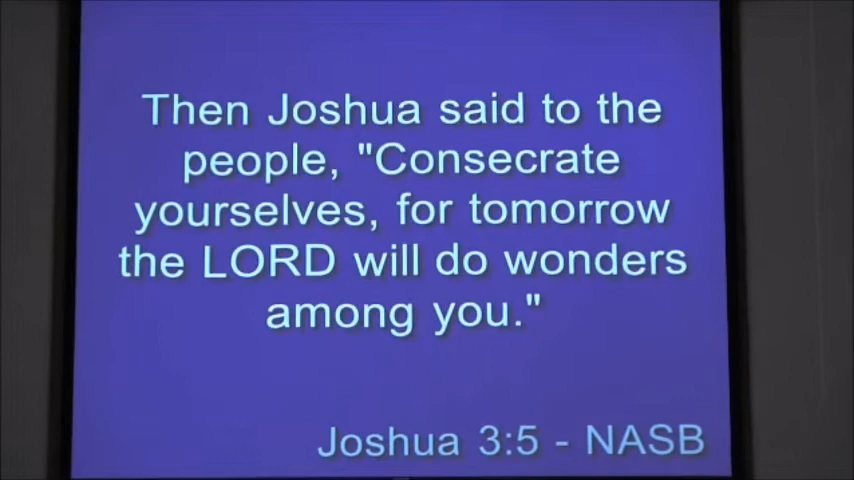 Then Joshua said to the
people, "Consecrate
yourselves, for tomorrow
the LORD will do wonders
among you."
Joshua 3:5 - NASB